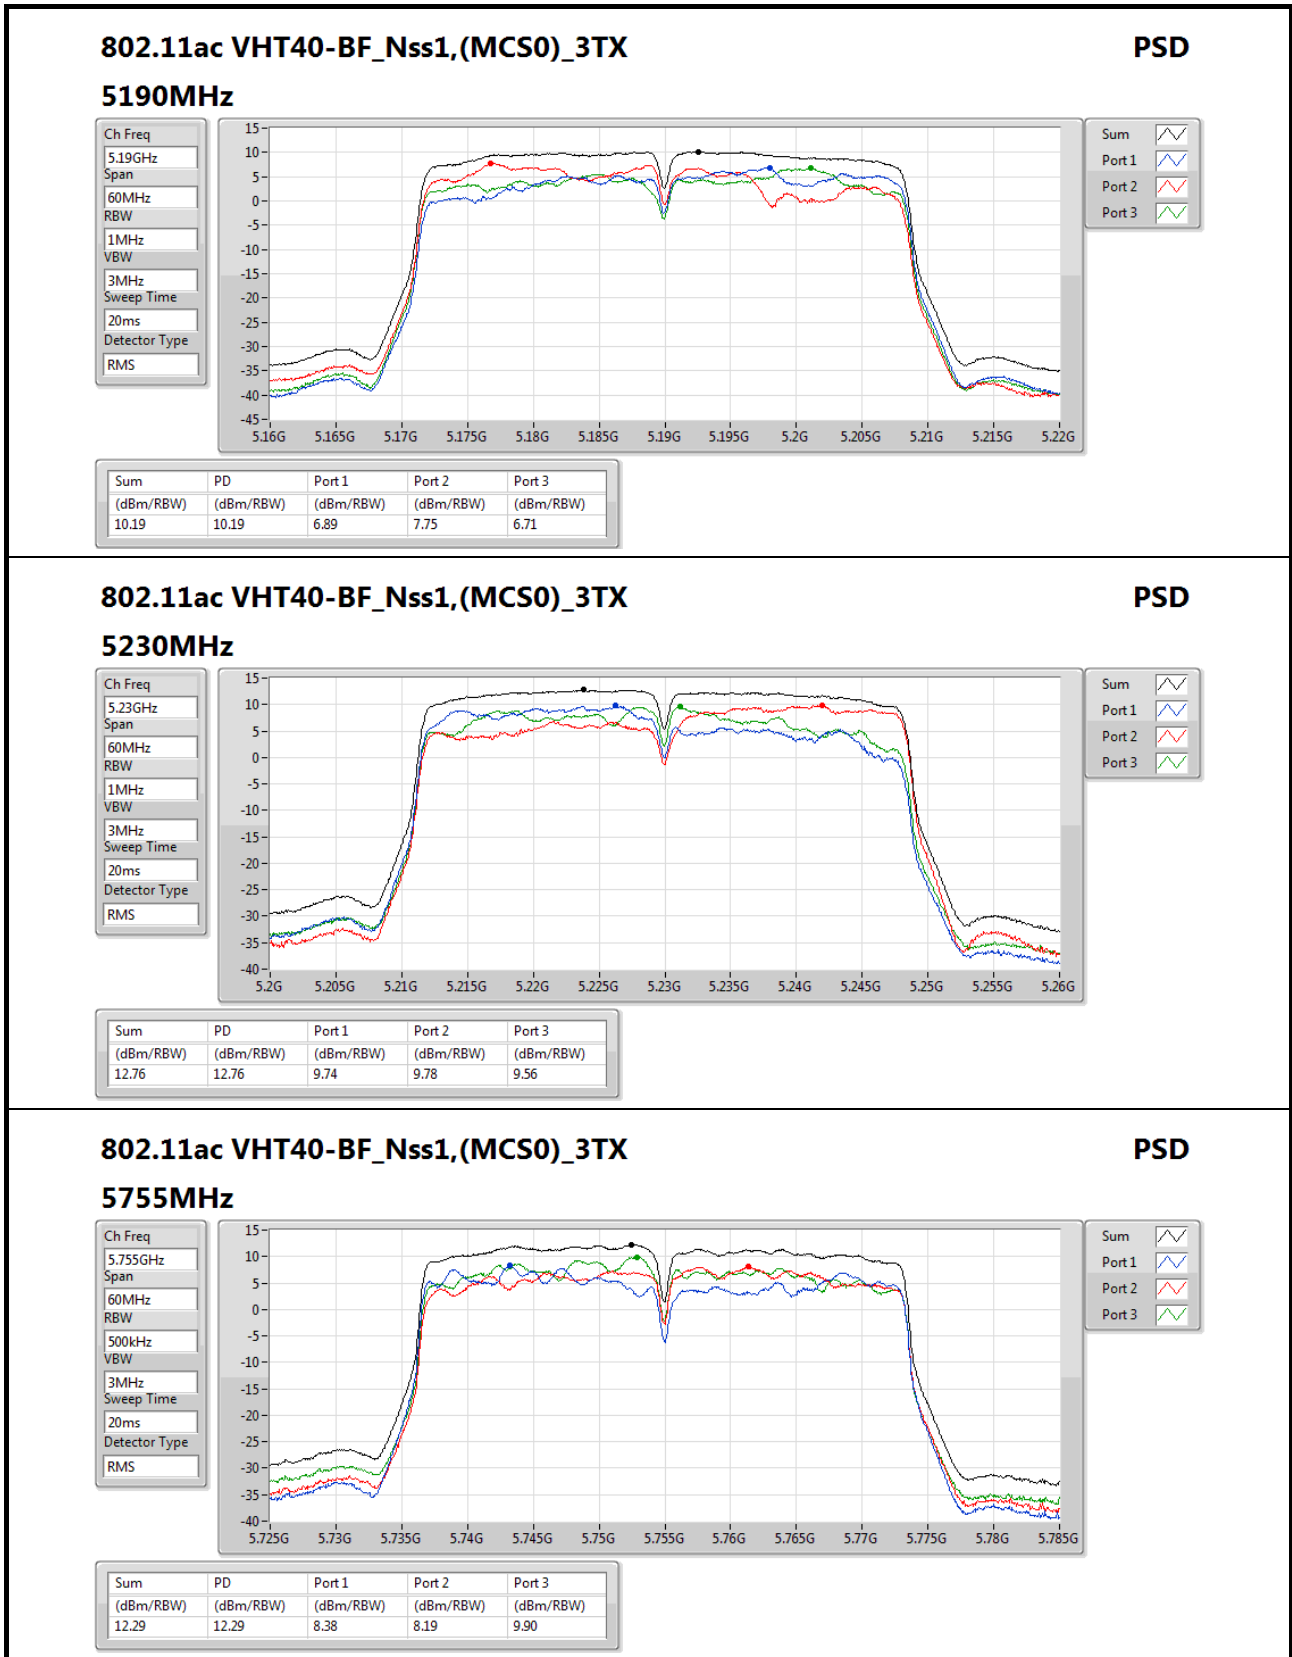 802.11ac VHT40-BF_Nss1,(MCS0)_3TX PSD
5190MHz
Ch Freq
5.19GHz
Span
60MHz
RBW
1MHz
VBW
3MHz
Sweep Time
20ms
Detector Type
RMS
15
10
5
0
-5
-10
-15
-20
-25
-30
-35
-40
-45
5.16G 5.165G 5.17G 5.175G 5.18G 5.185G 5.19G 5.195G 5.2G 5.205G 5.21G 5.215G 5.22G
Sum
Port 1
Port 2
Port 3
Sum PD Port 1 Port 2 Port 3
(dBm/RBW) (dBm/RBW) (dBm/RBW) (dBm/RBW) (dBm/RBW)
10.19 10.19 6.89 7.75 6.71
802.11ac VHT40-BF_Nss1,(MCS0)_3TX PSD
5230MHz
Ch Freq
5.23GHz
Span
60MHz
RBW
1MHz
VBW
3MHz
Sweep Time
20ms
Detector Type
RMS
15
10
5
0
-5
-10
-15
-20
-25
-30
-35
-40
5.2G 5.205G 5.21G 5.215G 5.22G 5.225G 5.23G 5.235G 5.24G 5.245G 5.25G 5.255G 5.26G
Sum
Port 1
Port 2
Port 3
Sum PD Port 1 Port 2 Port 3
(dBm/RBW) (dBm/RBW) (dBm/RBW) (dBm/RBW) (dBm/RBW)
12.76 12.76 9.74 9.78 9.56
802.11ac VHT40-BF_Nss1,(MCS0)_3TX PSD
5755MHz
Ch Freq
5.755GHz
Span
60MHz
RBW
500kHz
VBW
3MHz
Sweep Time
20ms
Detector Type
RMS
15
10
5
0
-5
-10
-15
-20
-25
-30
-35
-40
5.725G 5.73G 5.735G 5.74G 5.745G 5.75G 5.755G 5.76G 5.765G 5.77G 5.775G 5.78G 5.785G
Sum
Port 1
Port 2
Port 3
Sum PD Port 1 Port 2 Port 3
(dBm/RBW) (dBm/RBW) (dBm/RBW) (dBm/RBW) (dBm/RBW)
12.29 12.29 8.38 8.19 9.90